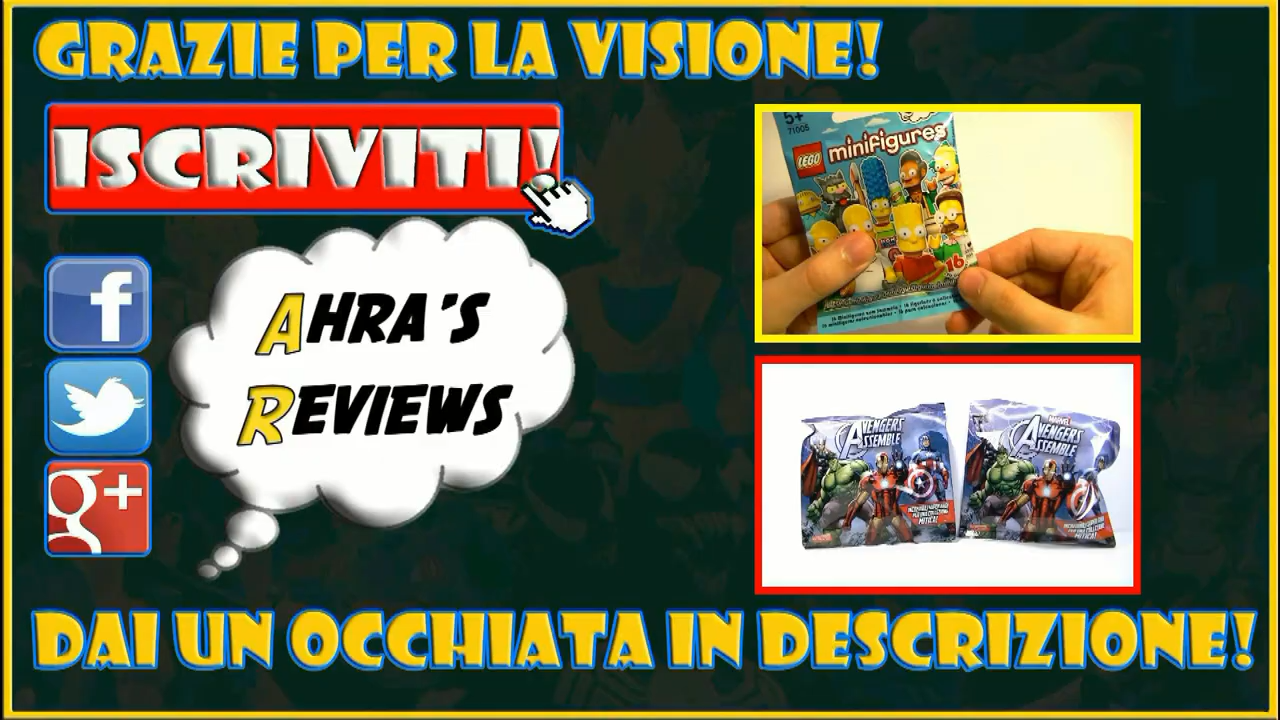 GRAZIE PER LA VISIONE!
ISCRIVITI!
f
AHRA'S
REVIEWS
g+
5+
71005
LEGO minifigures
16
AVENGERS
ASSEMBLE
MARVEL
AVENGERS
ASSEMBLE
DAI UN OCCHIATA IN DESCRIZIONE!